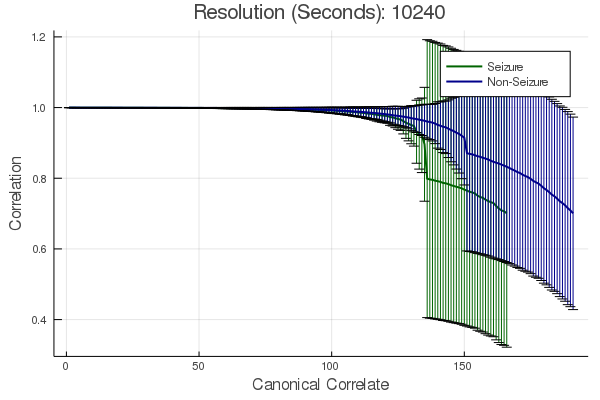 Resolution (Seconds): 10240
1.2
1.0
0.8
0.6
0.4
Correlation
Seizure
Non-Seizure
0
50
100
150
Canonical Correlate